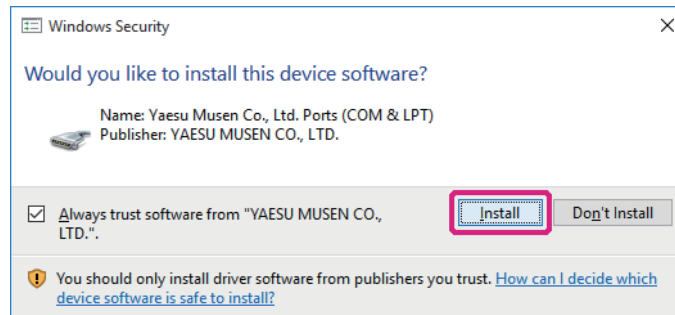 Windows Security
Would you like to install this device software?
Name: Yaesu Musen Co., Ltd. Ports (COM & LPT)
Publisher: YAESU MUSEN CO., LTD.
Always trust software from "YAESU MUSEN CO.,
LTD.".
Install
Don't Install
You should only install driver software from publishers you trust. How can I decide which
device software is safe to install?